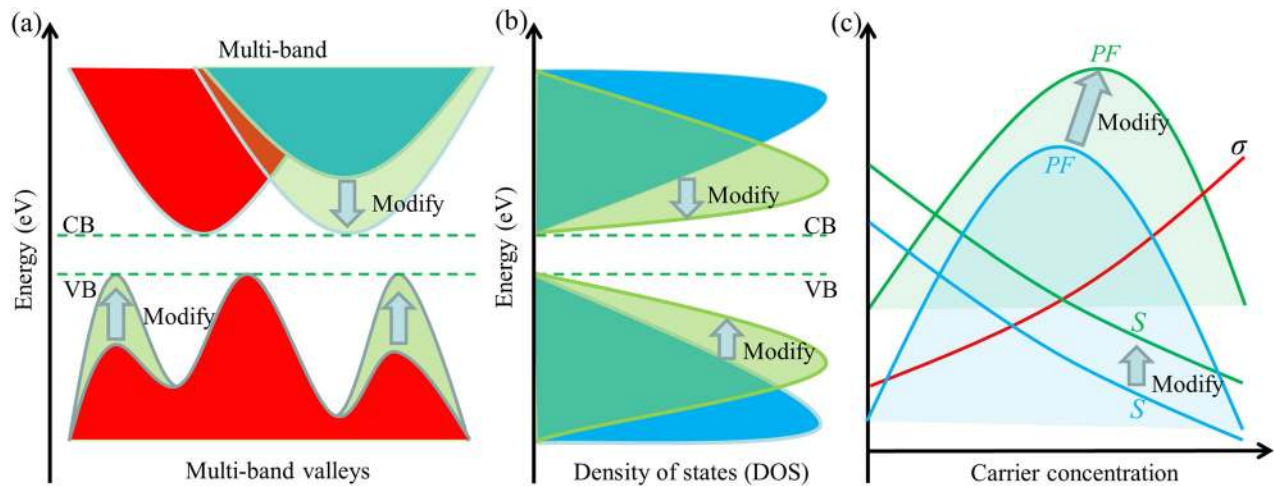 (a)
Multi-band
Modify
CB
VB
Modify
Energy (eV)
Multi-band valleys
(b)
Modify
CB
VB
Modify
Energy (eV)
Density of states (DOS)
(c)
PF
Modify
PF
σ
S
Modify
S
Carrier concentration